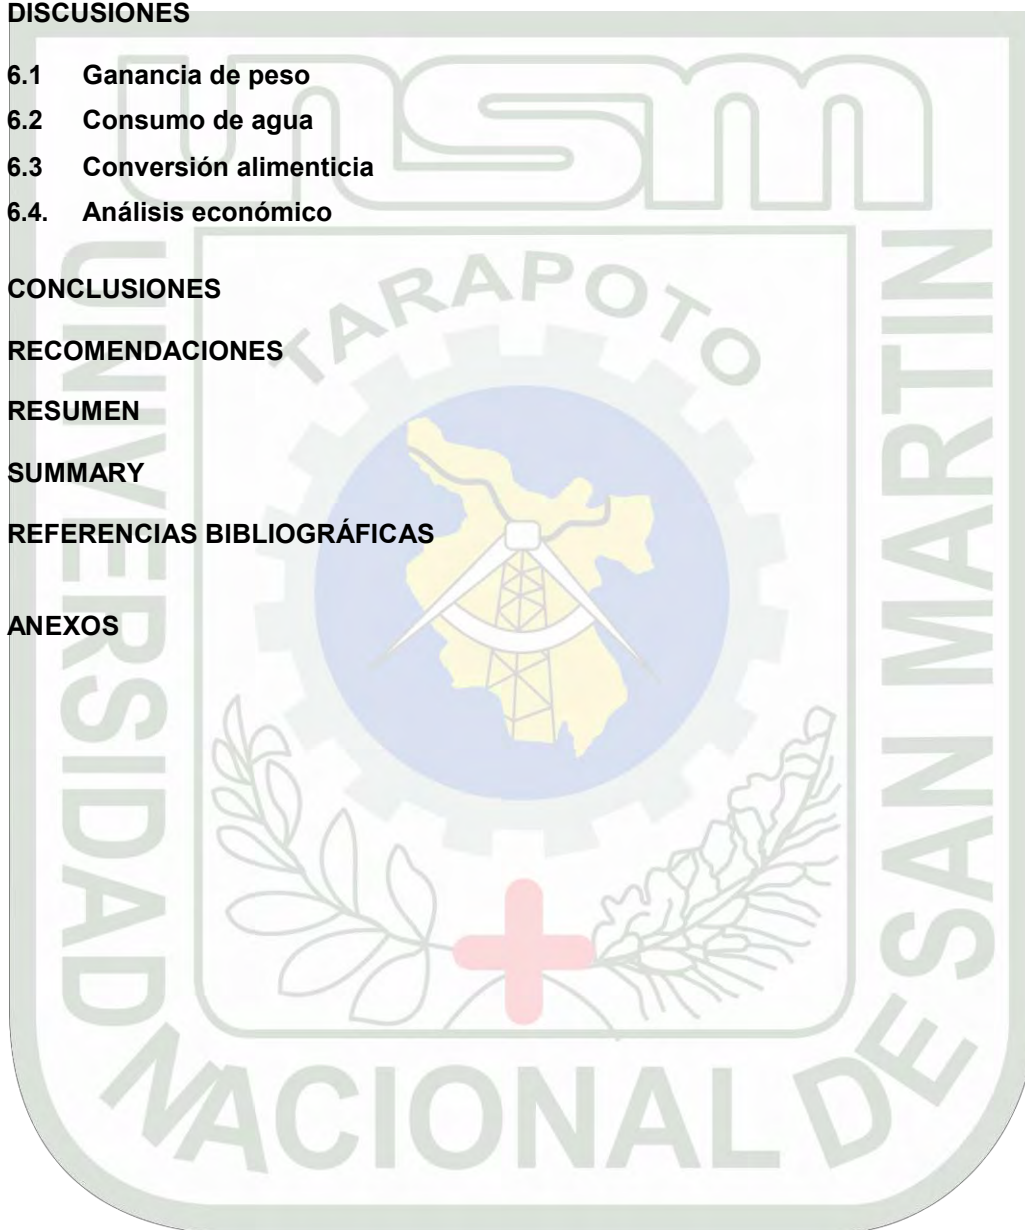 DISCUSIONES
6.1 Ganancia de peso
6.2 Consumo de agua
6.3 Conversión alimenticia
6.4. Análisis económico
CONCLUSIONES
RECOMENDACIONES
RESUMEN
SUMMARY
REFERENCIAS BIBLIOGRÁFICAS
ANEXOS
unsm
TARAPOTO
UNIVERSIDAD NACIONAL DE SAN MARTIN